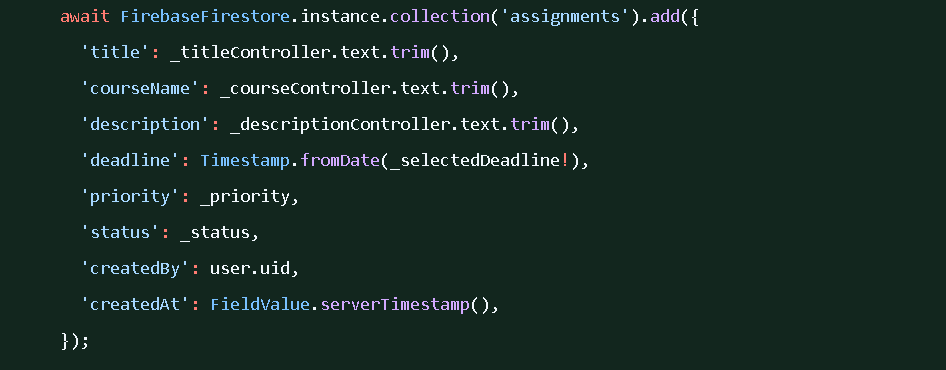 await FirebaseFirestore.instance.collection('assignments').add({
'title': _titleController.text.trim(),
'courseName': _courseController.text.trim(),
'description': _descriptionController.text.trim(),
'deadline': Timestamp.fromDate(_selectedDeadline!),
'priority': _priority,
'status': _status,
'createdBy': user.uid,
'createdAt': FieldValue.serverTimestamp(),
});